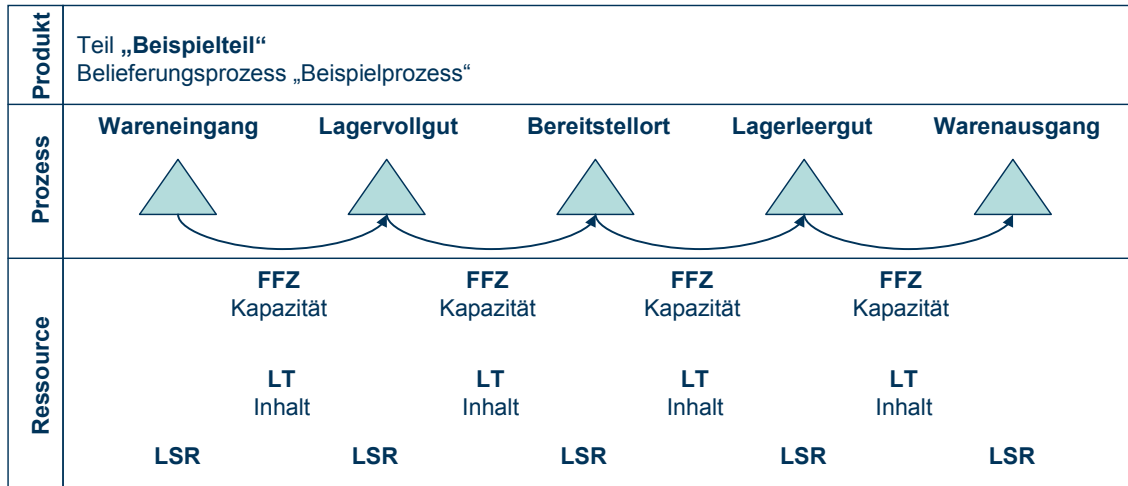 Produkt
Teil „Beispielteil“
Belieferungsprozess „Beispielprozess“
Prozess
Wareneingang Lagervollgut Bereitstellort Lagerleergut Warenausgang
Ressource
FFZ FFZ FFZ FFZ
Kapazität Kapazität Kapazität Kapazität
LT LT LT LT
Inhalt Inhalt Inhalt Inhalt
LSR LSR LSR LSR LSR